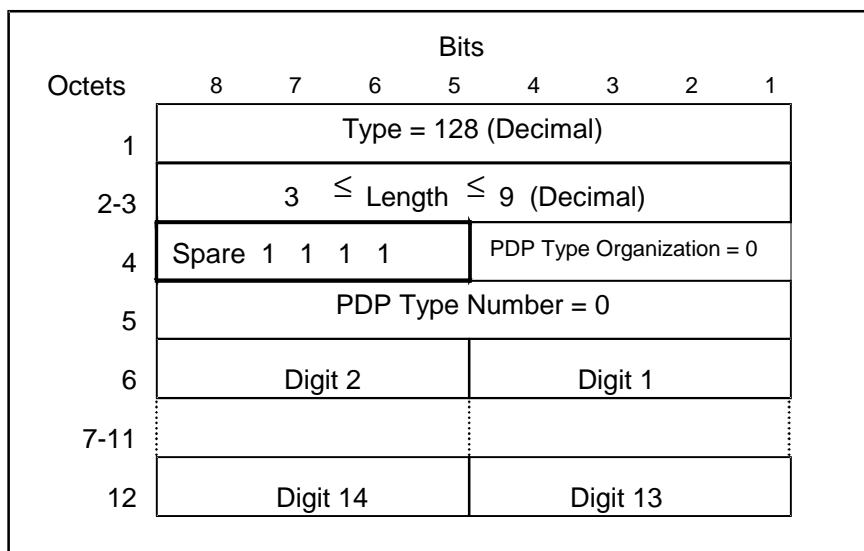 Bits
Octets 8 7 6 5 4 3 2 1
1 Type = 128 (Decimal)
2-3 3 ≤ Length ≤ 9 (Decimal)
4 Spare 1 1 1 1 PDP Type Organization = 0
5 PDP Type Number = 0
6 Digit 2 Digit 1
7-11
12 Digit 14 Digit 13